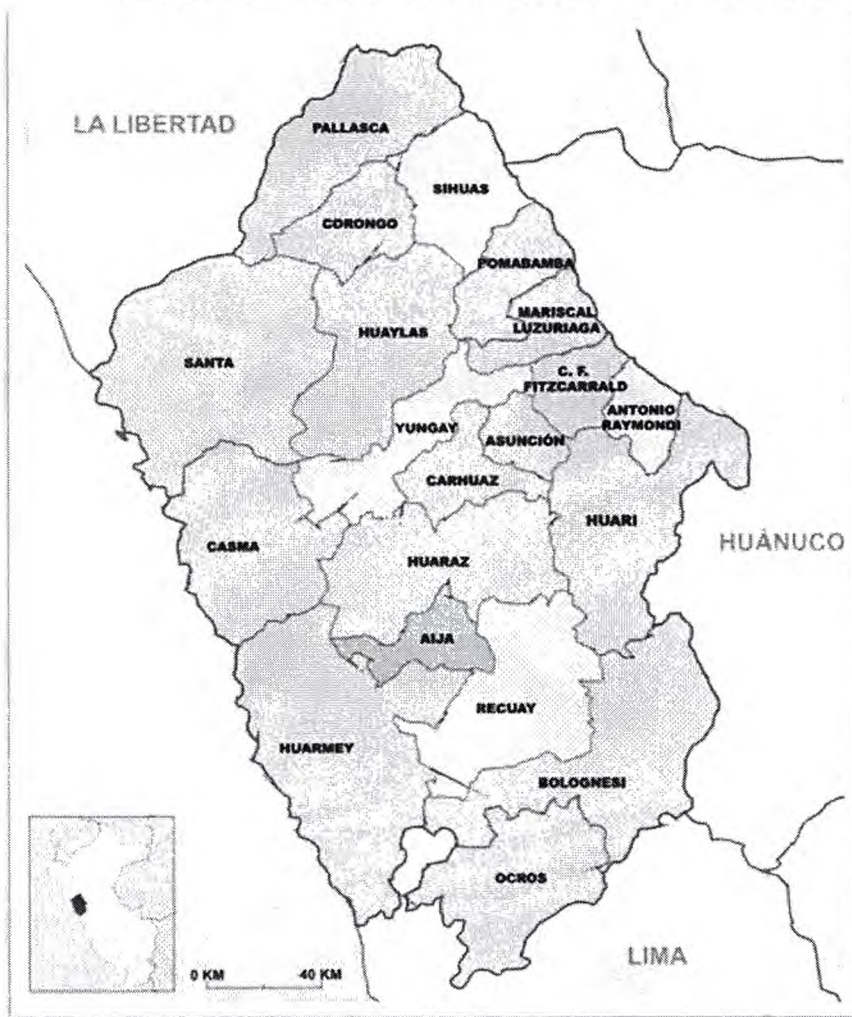 LA LIBERTAD
PALLASCA
SIHUAS
CORONGO
POMABAMBA
MARISCAL
LUZURIAGA
HUAYLAS
SANTA
C. F.
FITZCARRALD
ANTONIO
RAYMONDI
YUNGAY
ASUNCIÓN
CARHUAZ
HUARI
CASMA
HUÁNUCO
HUARAZ
AIJA
RECUAY
HUARMEY
BOLOGNESI
OCROS
LIMA
0 KM
40 KM